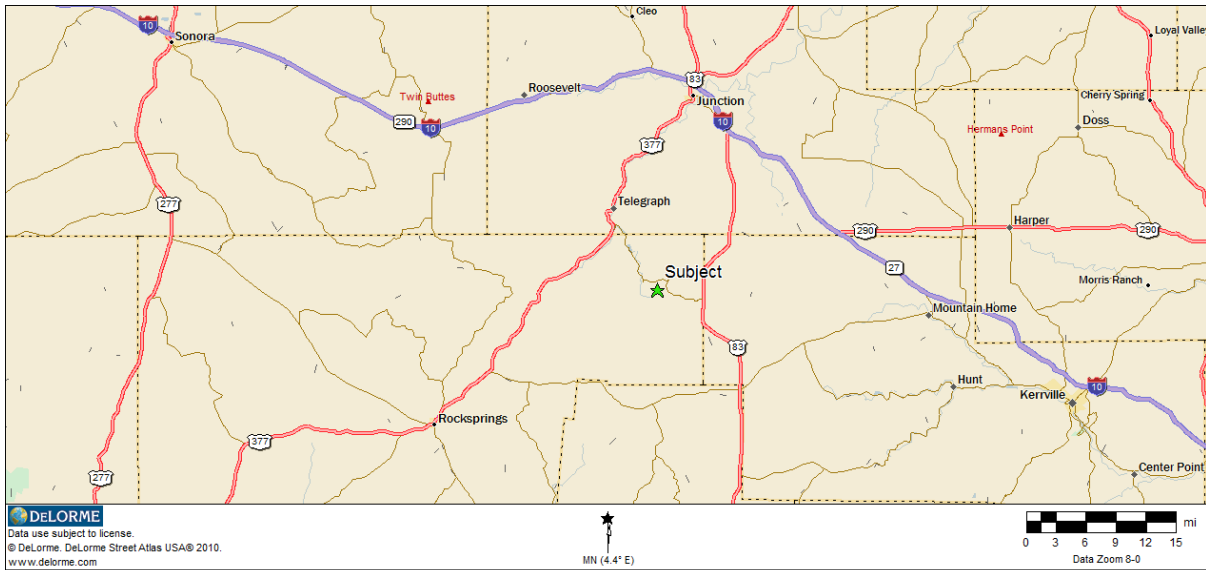 Cleo
10
Sonora
Loyal Valley
Twin Buttes
Roosevelt
83
Junction
Cherry Spring
290
10
10
Doss
Hermans Point
377
277
Telegraph
Harper
290
290
27
Subject
Morris Ranch
Mountain Home
83
Hunt
10
Kerrville
Rocksprings
377
277
Center Point
DELORME
Data use subject to license.
© DeLorme. DeLorme Street Atlas USA® 2010.
www.delorme.com
MN (4.4° E)
mi
0 3 6 9 12 15
Data Zoom 8-0